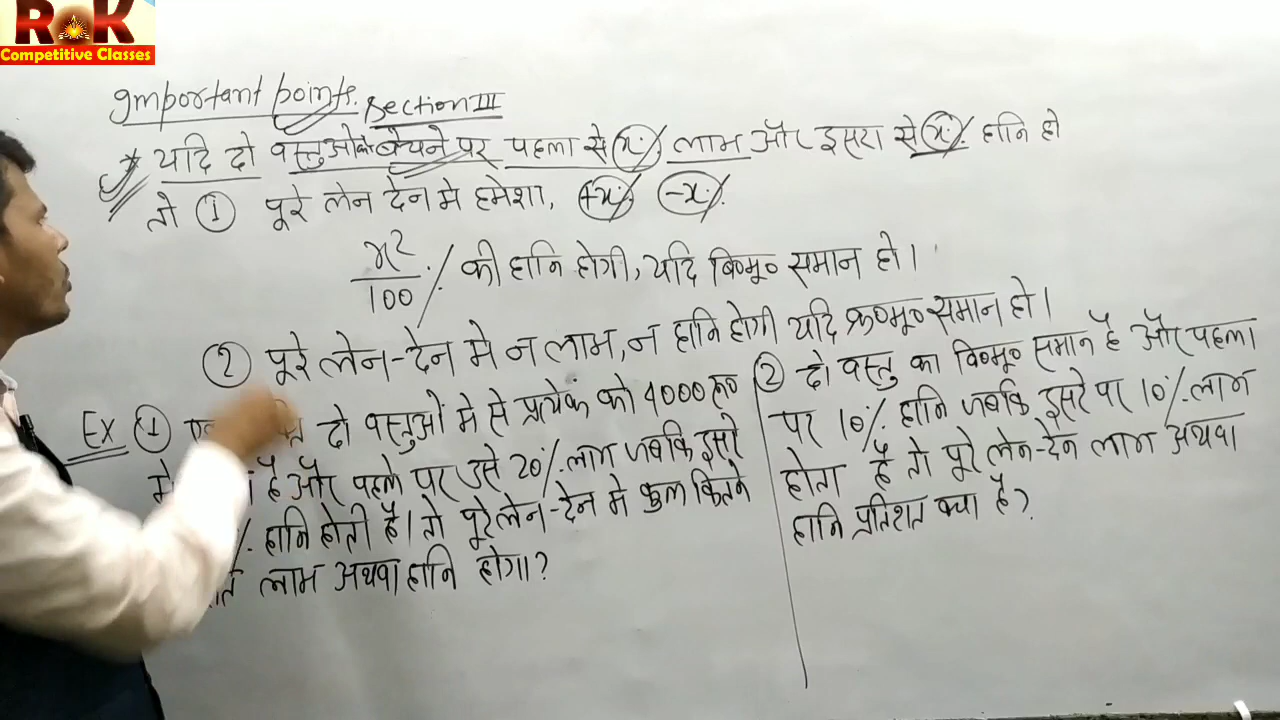 ROK
Competitive Classes
Important points. Section III
यदि दो वस्तुओ को बेचने पर पहला से x% लाभ और दूसरा से x% हानि हो
तो ① पूरे लेन देन मे हमेशा, +x% -x%.
x²/100 % की हानि होगी, यदि वि०मू० समान हो।
② पूरे लेन-देन मे न लाभ, न हानि होगी यदि क्र०मू० समान हो।
Ex ① दो वस्तुओं मे से प्रत्येक को 4000 रू०
है और पहले पर उसे 20% लाभ जबकि दूसरे
% हानि होती है। तो पूरे लेन-देन मे कुल कितने
लाभ अथवा हानि होगा?
② दो वस्तु का वि०मू० समान है और पहला
पर 10% हानि जबकि दूसरे पर 10% लाभ
होता है तो पूरे लेन-देन लाभ अथवा
हानि प्रतिशत क्या है?